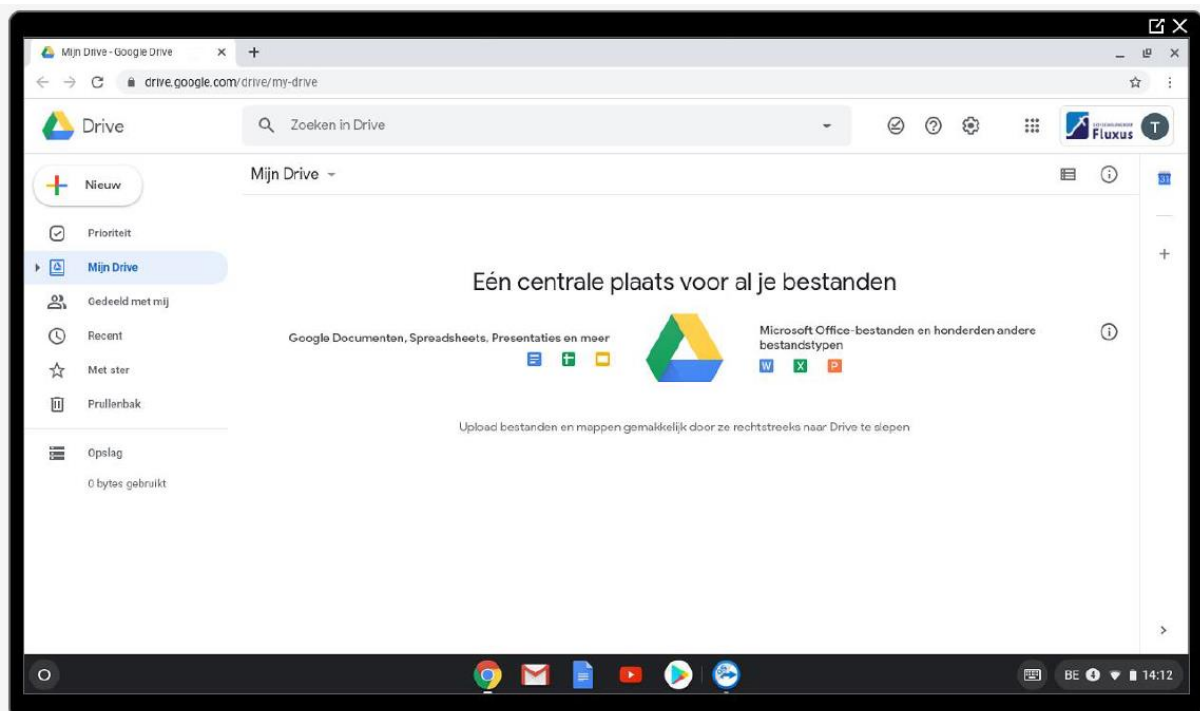 Mijn Drive - Google Drive
drive.google.com/drive/my-drive
Drive
Zoeken in Drive
Fluxus
T
Nieuw
Mijn Drive
31
Prioriteit
Mijn Drive
Gedeeld met mij
Recent
Met ster
Prullenbak
Opslag
0 bytes gebruikt
Eén centrale plaats voor al je bestanden
Google Documenten, Spreadsheets, Presentaties en meer
Microsoft Office-bestanden en honderden andere
bestandstypen
W X P
Upload bestanden en mappen gemakkelijk door ze rechtstreeks naar Drive te slepen
BE 4 14:12